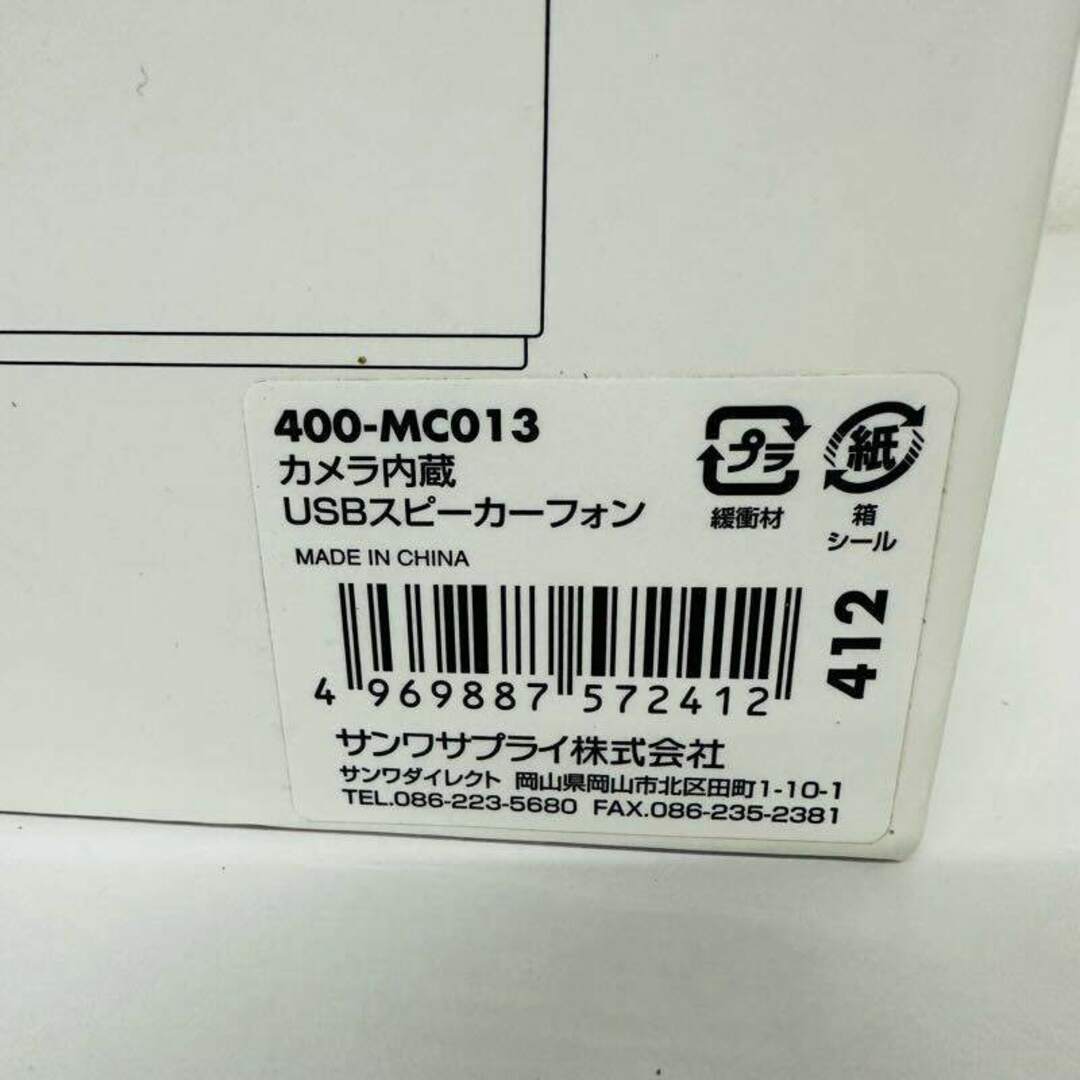 400-MC013
カメラ内蔵
USBスピーカーフォン
MADE IN CHINA
プラ
緩衝材
紙
箱
シール
412
4 969887 572412
サンワサプライ株式会社
サンワダイレクト 岡山県岡山市北区田町1-10-1
TEL.086-223-5680 FAX.086-235-2381